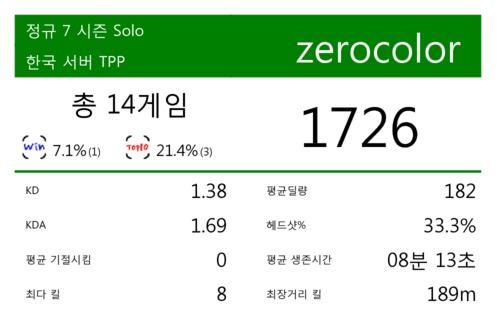 정규 7 시즌 Solo
한국 서버 TPP
zerocolor
총 14게임
1726
Win 7.1% (1)
TOP10 21.4% (3)
KD 1.38
평균딜량 182
KDA 1.69
헤드샷% 33.3%
평균 기절시킴 0
평균 생존시간 08분 13초
최다 킬 8
최장거리 킬 189m